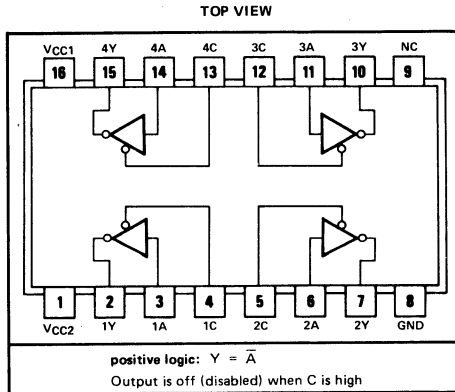 TOP VIEW
VCC1 4Y 4A 4C 3C 3A 3Y NC
16 15 14 13 12 11 10 9
1 2 3 4 5 6 7 8
VCC2 1Y 1A 1C 2C 2A 2Y GND
positive logic: Y = A̅
Output is off (disabled) when C is high